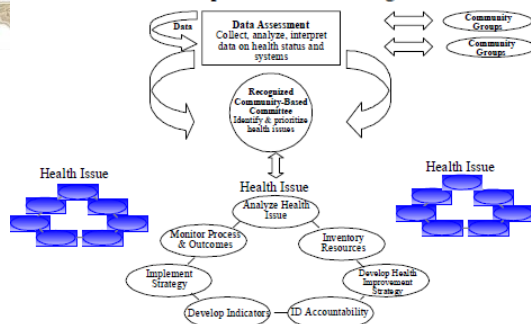 Data
Data Assessment
Collect, analyze, interpret
data on health status and
systems
Community
Groups
Community
Groups
Recognized
Community-Based
Committee
Identify & prioritize
health issues
Health Issue
Health Issue
Health Issue
Analyze Health
Issue
Monitor Process
& Outcomes
Inventory
Resources
Implement
Strategy
Develop Health
Improvement
Strategy
Develop Indicators
ID Accountability